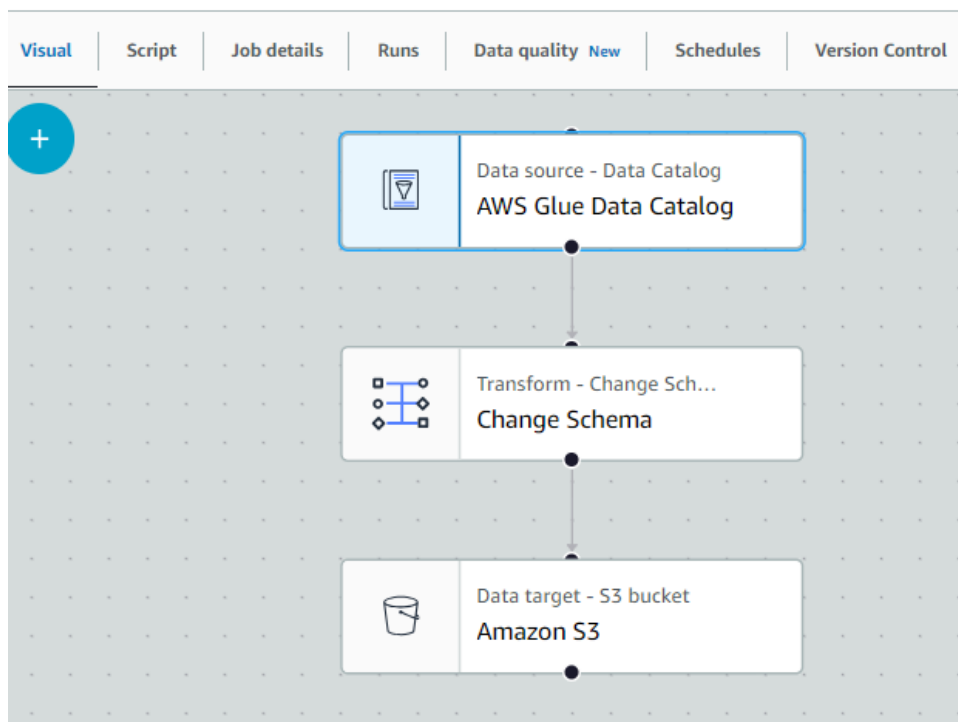 Visual Script Job details Runs Data quality New Schedules Version Control
+
Data source - Data Catalog
AWS Glue Data Catalog
Transform - Change Sch...
Change Schema
Data target - S3 bucket
Amazon S3